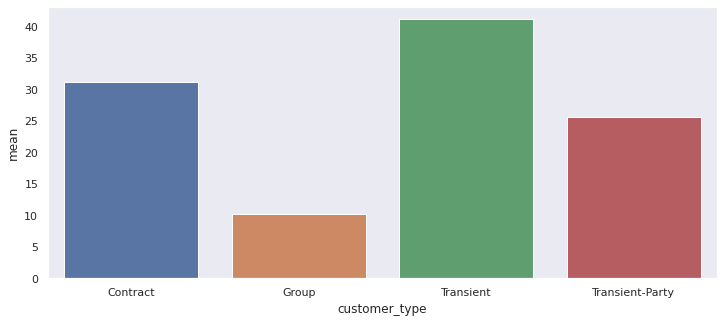 40
35
30
25
20
15
10
5
0
mean
Contract
Group
Transient
Transient-Party
customer_type